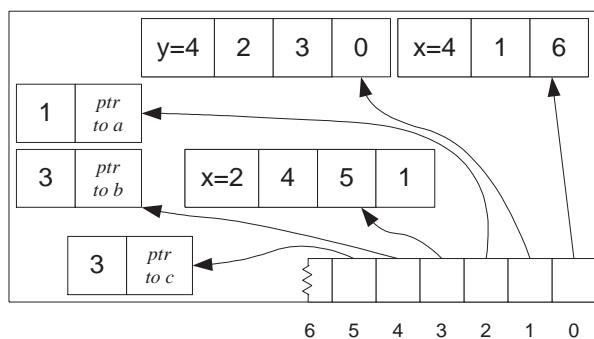 y=4 2 3 0 x=4 1 6
1 ptr to a
3 ptr to b
x=2 4 5 1
3 ptr to c
6 5 4 3 2 1 0